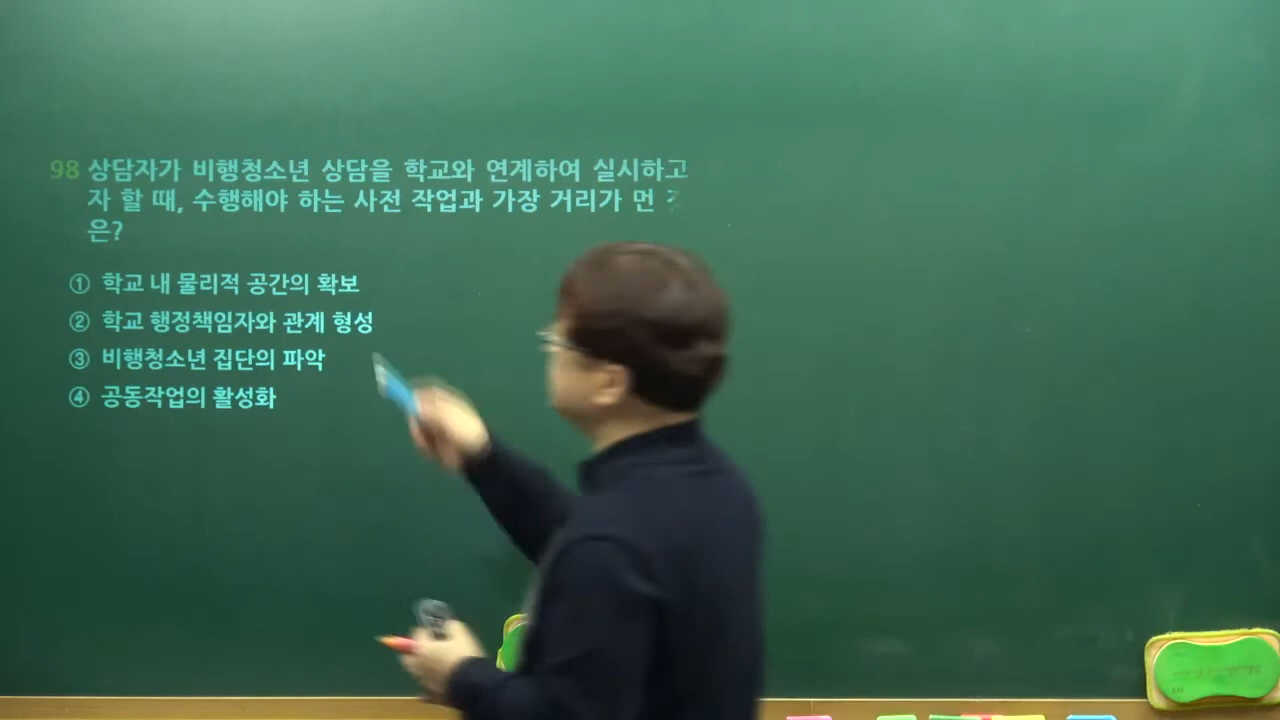 98 상담자가 비행청소년 상담을 학교와 연계하여 실시하고
자 할 때, 수행해야 하는 사전 작업과 가장 거리가 먼
은?
① 학교 내 물리적 공간의 확보
② 학교 행정책임자와 관계 형성
③ 비행청소년 집단의 파악
④ 공동작업의 활성화